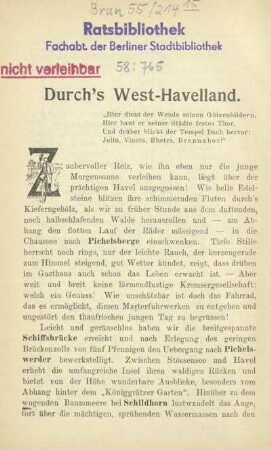 Bran 55/214 15
Ratsbibliothek
Fachabt. der Berliner Stadtbibliothek
nicht verleihbar
58:765
Durch's West-Havelland.
„Hier dient der Wende seinen Götzenbildern,
Hier baut er seiner Städte festes Thor,
Und drüber blickt der Tempel Dach hervor:
Julin, Vineta, Rhetra, Brennabor!“
Zaubervoller Reiz, wie ihn eben nur die junge
Morgensonne verleihen kann, liegt über der
prächtigen Havel ausgegossen! Wie helle Edel-
steine blitzen ihre schimmernden Fluten durch's
Kieferngehölz, als wir zu früher Stunde aus dem duftenden,
noch halbschlafenden Walde herausrollen und — am Ab-
hang den flotten Lauf der Räder mässigend — in die
Chaussee nach Pichelsberge einschwenken. Tiefe Stille
herrscht noch rings, nur der leichte Rauch, der kerzengerade
zum Himmel steigend, gut Wetter kündet, zeigt, dass drüben
im Gasthaus auch schon das Leben erwacht ist. — Aber
weit und breit keine lärmendlustige Kremsergesellschaft:
welch ein Genuss! Wie unschätzbar ist doch das Fahrrad,
das es ermöglicht, diesen Masterfuhrwerken zu entgehen und
ungestört den thaufrischen jungen Tag zu begrüssen!
Leicht und geräuschlos haben wir die breitgespannte
Schiffsbrücke erreicht und nach Erlegung des geringen
Brückenzolls von fünf Pfennigen den Uebergang nach Pichels-
werder bewerkstelligt. Zwischen Stössensee und Havel
erhebt die umfangreiche Insel ihren waldigen Rücken und
bietet von der Höhe wunderbare Ausblicke, besonders vom
Abhang hinter dem „Königgrätzer Garten“. Hinüber zu dem
wogenden Baummeere bei Schildhorn lustwandelt das Auge,
fort über die mächtigen, sprühenden Wassermassen nach den